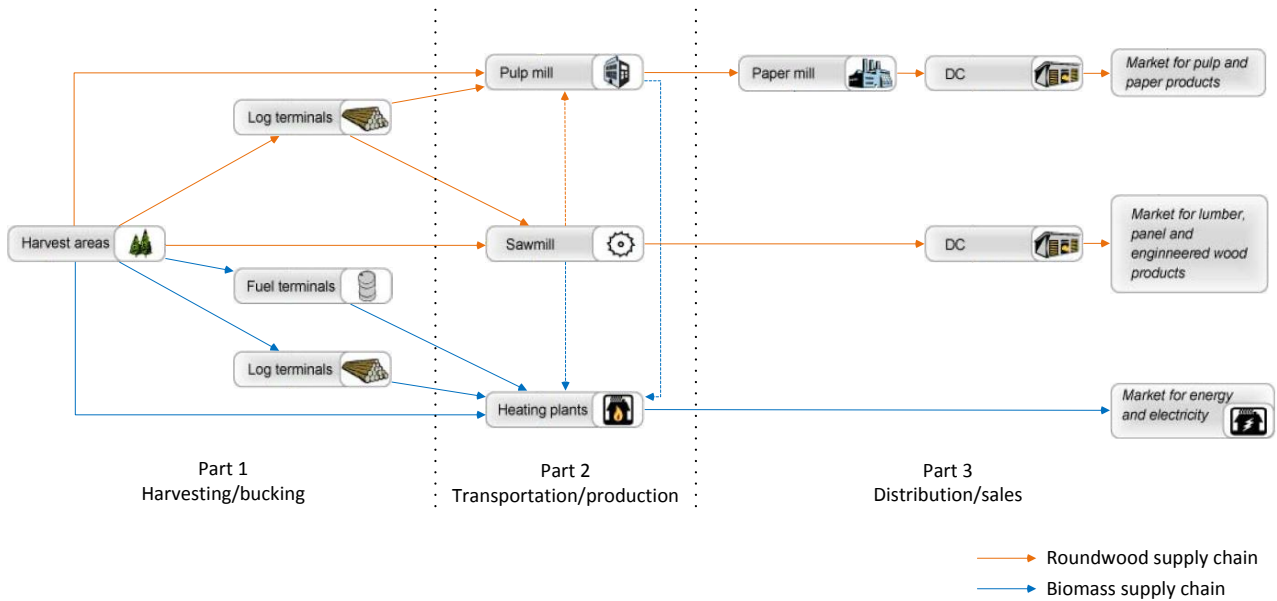 Pulp mill
Paper mill
DC
Market for pulp and
paper products
Log terminals
Harvest areas
Sawmill
DC
Market for lumber,
panel and
enginneered wood
products
Fuel terminals
Log terminals
Heating plants
Market for energy
and electricity
Part 1
Harvesting/bucking
Part 2
Transportation/production
Part 3
Distribution/sales
Roundwood supply chain
Biomass supply chain